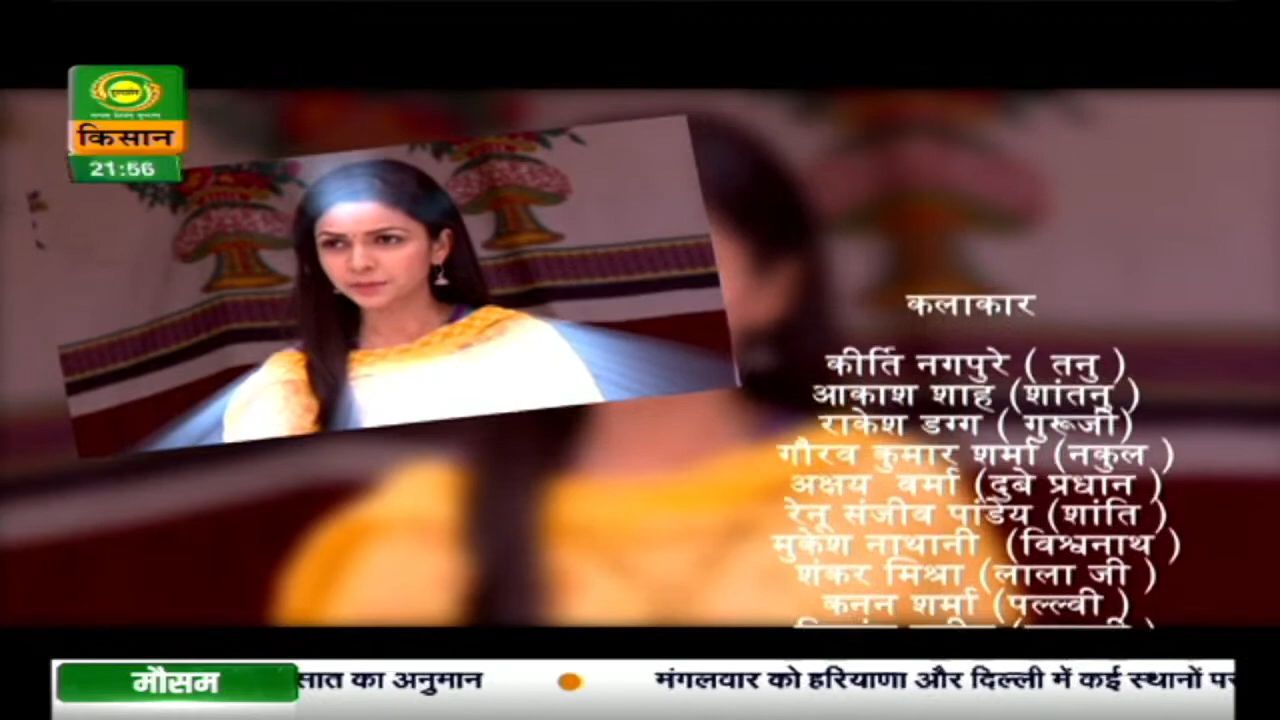 किसान
21:56
कलाकार
कीर्ति नगपुरे ( तनु )
आकाश शाह (शांतनु )
राकेश डग्ग ( गुरूजी)
गौरव कुमार शर्मा (नकुल )
अक्षय वर्मा (दुबे प्रधान )
रेनू संजीव पांडेय (शांति )
मुकेश नाथानी (विश्वनाथ )
शंकर मिश्रा (लाला जी )
कनन शर्मा (पल्ल्वी )
मौसम
सात का अनुमान
मंगलवार को हरियाणा और दिल्ली में कई स्थानों पर